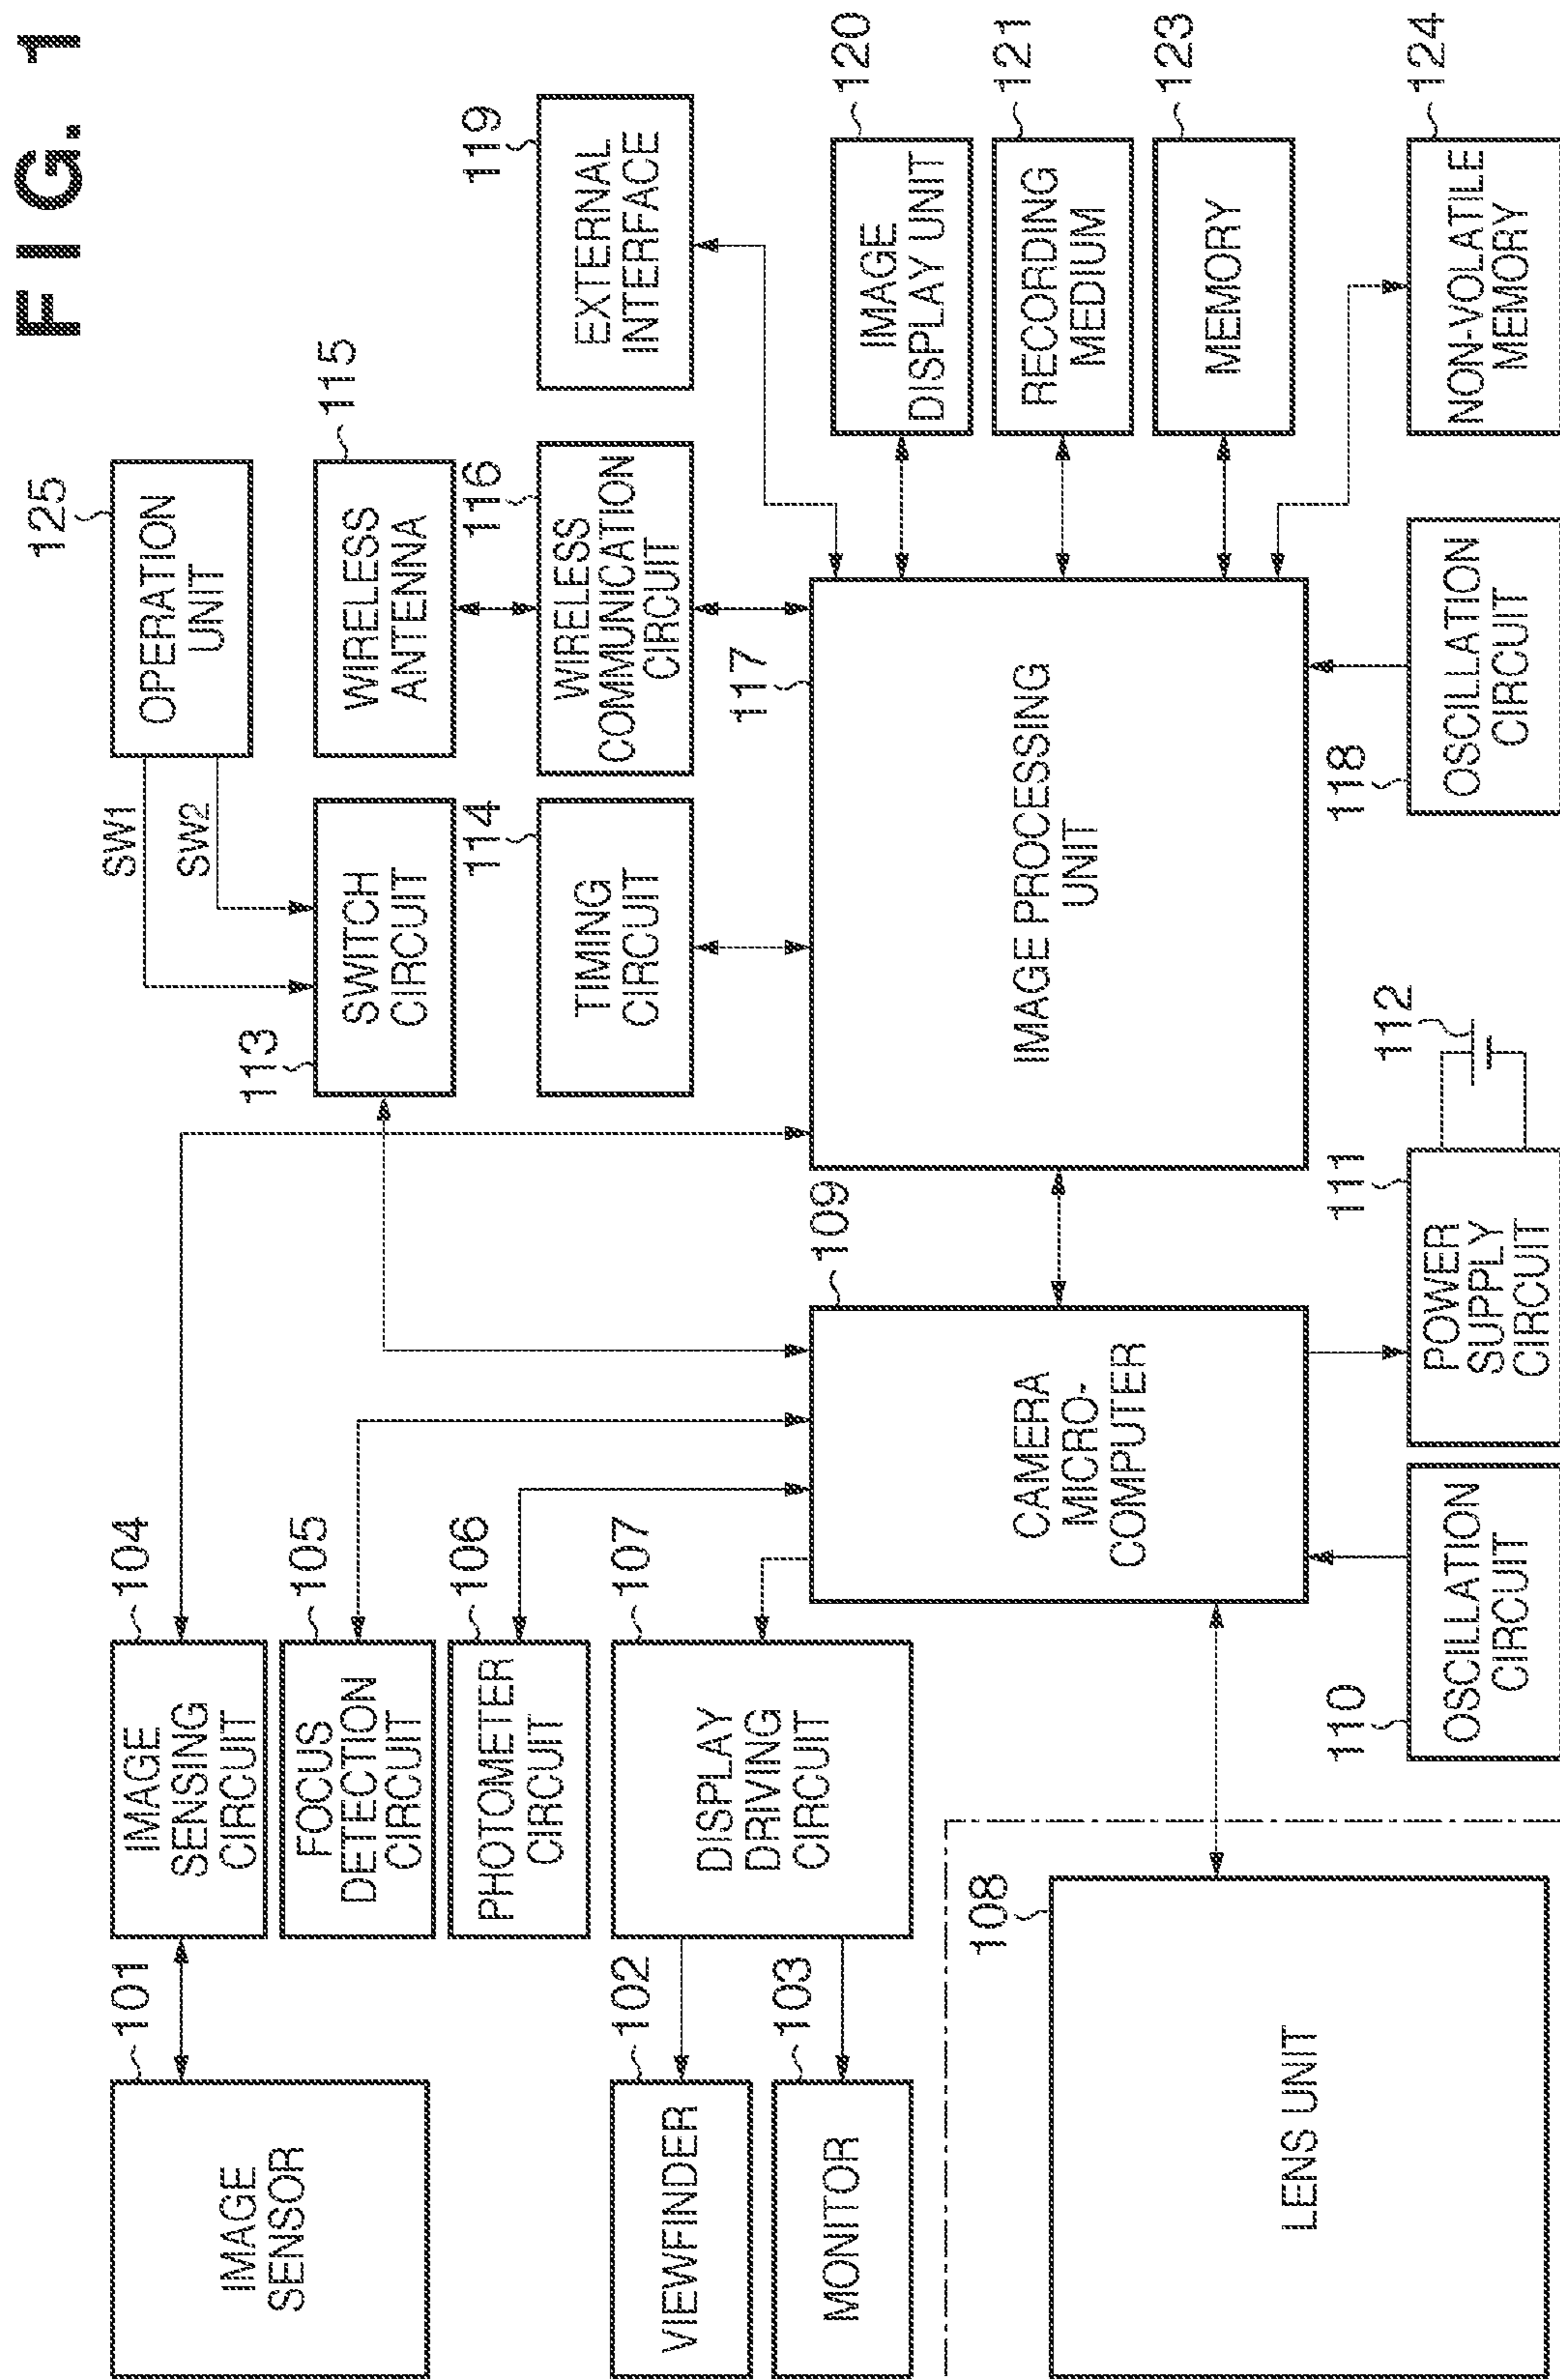 FIG. 1
125
OPERATION
UNIT
SW1
SW2
101
IMAGE
SENSOR
104
IMAGE
SENSING
CIRCUIT
105
FOCUS
DETECTION
CIRCUIT
106
PHOTOMETER
CIRCUIT
107
DISPLAY
DRIVING
CIRCUIT
102
VIEWFINDER
103
MONITOR
113
SWITCH
CIRCUIT
115
WIRELESS
ANTENNA
114
TIMING
CIRCUIT
116
WIRELESS
COMMUNICATION
CIRCUIT
119
EXTERNAL
INTERFACE
108
LENS UNIT
109
CAMERA
MICRO-
COMPUTER
117
IMAGE PROCESSING
UNIT
120
IMAGE
DISPLAY UNIT
121
RECORDING
MEDIUM
123
MEMORY
110
OSCILLATION
CIRCUIT
111
POWER
SUPPLY
CIRCUIT
112
118
OSCILLATION
CIRCUIT
124
NON-VOLATILE
MEMORY